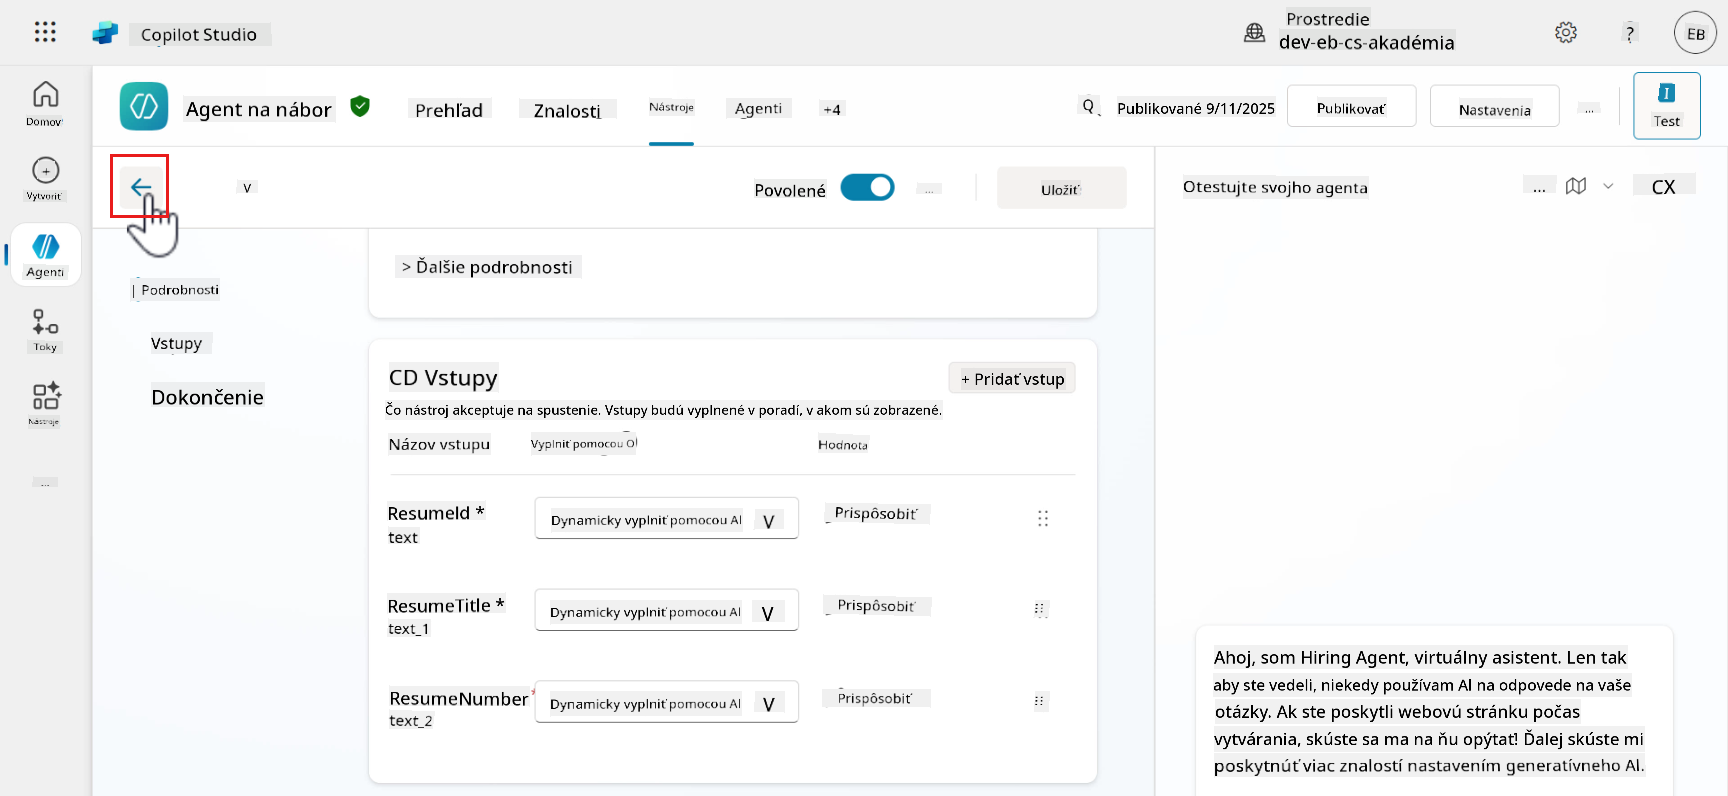 Copilot Studio
Prostredie
dev-eb-cs-akadémia
?
EB
Domov
Vytvoriť
Agenti
Toky
Nástroje
...
Agent na nábor
Prehľad
Znalosti
Nástroje
Agenti
+4
Q
Publikované 9/11/2025
Publikovať
Nastavenia
...
Test
V
Povolené
...
Uložiť
Otestujte svojho agenta
...
CX
| Podrobnosti
Vstupy
Dokončenie
> Ďalšie podrobnosti
CD Vstupy
+ Pridať vstup
Čo nástroj akceptuje na spustenie. Vstupy budú vyplnené v poradí, v akom sú zobrazené.
Názov vstupu
Vyplniť pomocou
Hodnota
ResumeId *
text
Dynamicky vyplniť pomocou AI V
Prispôsobiť
ResumeTitle *
text_1
Dynamicky vyplniť pomocou AI V
Prispôsobiť
ResumeNumber *
text_2
Dynamicky vyplniť pomocou AI V
Prispôsobiť
Ahoj, som Hiring Agent, virtuálny asistent. Len tak
aby ste vedeli, niekedy používam AI na odpovede na vaše
otázky. Ak ste poskytli webovú stránku počas
vytvárania, skúste sa ma na ňu opýtať! Ďalej skúste mi
poskytnúť viac znalostí nastavením generatívneho AI.